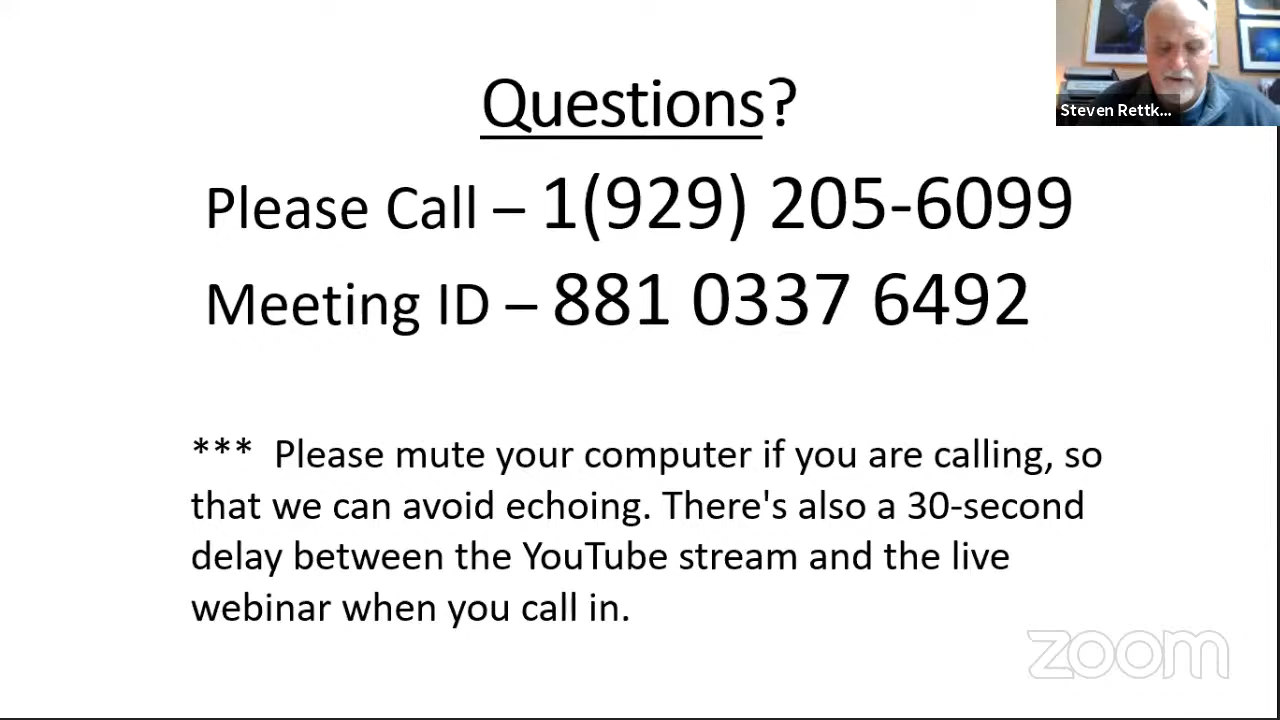 Questions?
Please Call – 1(929) 205-6099
Meeting ID – 881 0337 6492
*** Please mute your computer if you are calling, so
that we can avoid echoing. There's also a 30-second
delay between the YouTube stream and the live
webinar when you call in.
Steven Rettk...
zoom